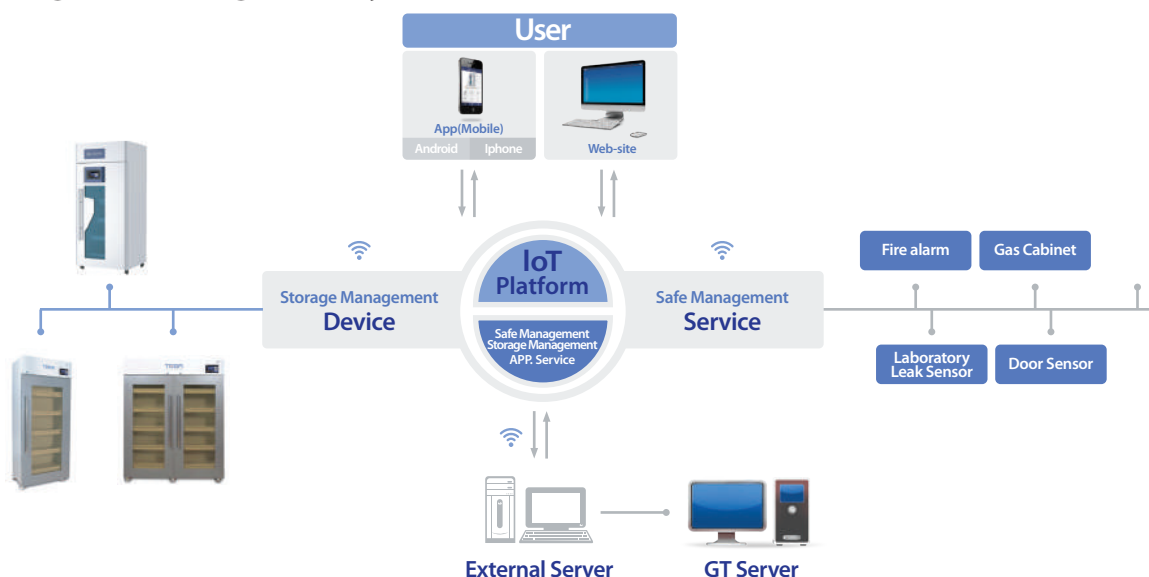 User
App(Mobile)
Android
Iphone
Web-site
IoT
Platform
Safe Management
Storage Management
APP. Service
Storage Management
Device
Safe Management
Service
Fire alarm
Gas Cabinet
Laboratory
Leak Sensor
Door Sensor
External Server
GT Server